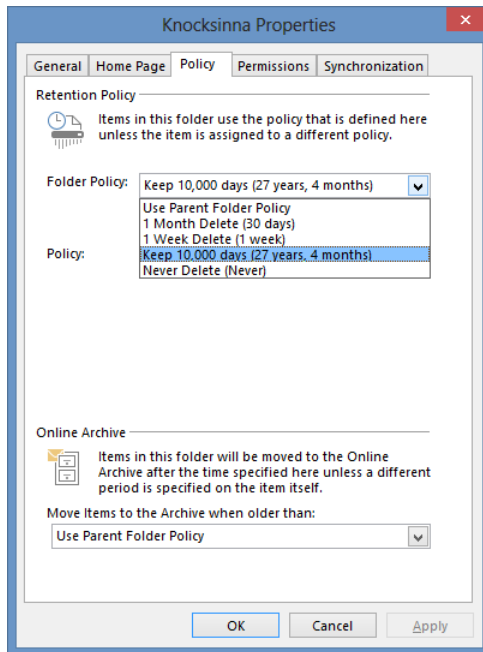 Knocksinna Properties
General Home Page Policy Permissions Synchronization
Retention Policy
Items in this folder use the policy that is defined here
unless the item is assigned to a different policy.
Folder Policy: Keep 10,000 days (27 years, 4 months)
Use Parent Folder Policy
1 Month Delete (30 days)
1 Week Delete (1 week)
Policy: Keep 10,000 days (27 years, 4 months)
Never Delete (Never)
Online Archive
Items in this folder will be moved to the Online
Archive after the time specified here unless a different
period is specified on the item itself.
Move Items to the Archive when older than:
Use Parent Folder Policy
OK Cancel Apply